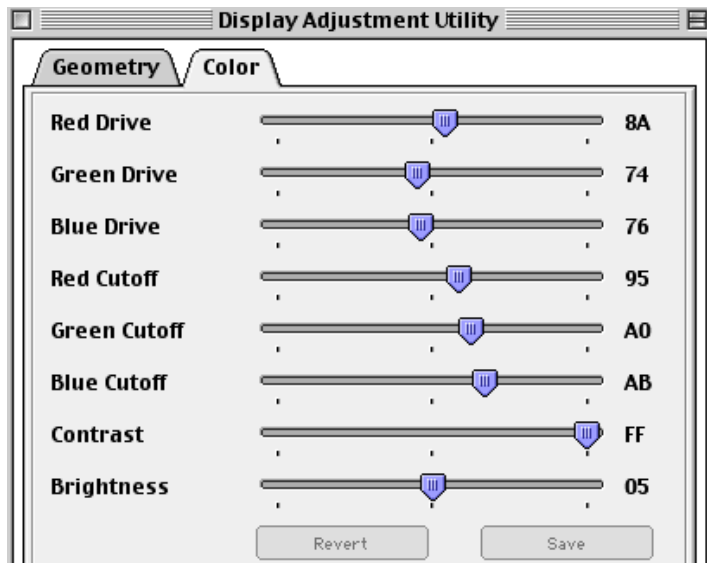 Display Adjustment Utility
Geometry Color
Red Drive 8A
Green Drive 74
Blue Drive 76
Red Cutoff 95
Green Cutoff A0
Blue Cutoff AB
Contrast FF
Brightness 05
Revert Save